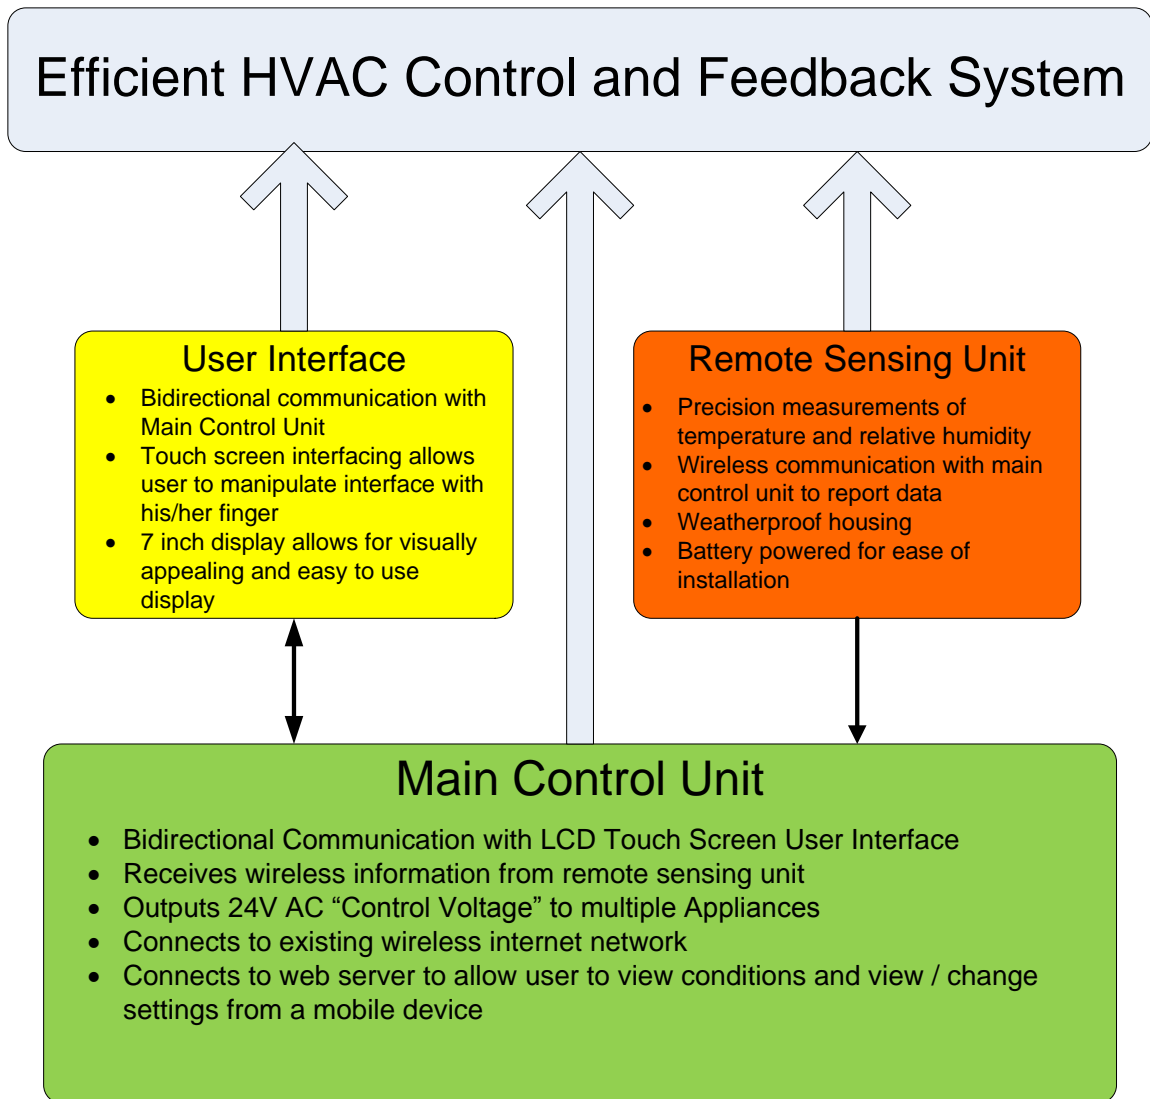 Efficient HVAC Control and Feedback System
User Interface
• Bidirectional communication with
Main Control Unit
• Touch screen interfacing allows
user to manipulate interface with
his/her finger
• 7 inch display allows for visually
appealing and easy to use
display
Remote Sensing Unit
• Precision measurements of
temperature and relative humidity
• Wireless communication with main
control unit to report data
• Weatherproof housing
• Battery powered for ease of
installation
Main Control Unit
• Bidirectional Communication with LCD Touch Screen User Interface
• Receives wireless information from remote sensing unit
• Outputs 24V AC “Control Voltage” to multiple Appliances
• Connects to existing wireless internet network
• Connects to web server to allow user to view conditions and view / change
settings from a mobile device